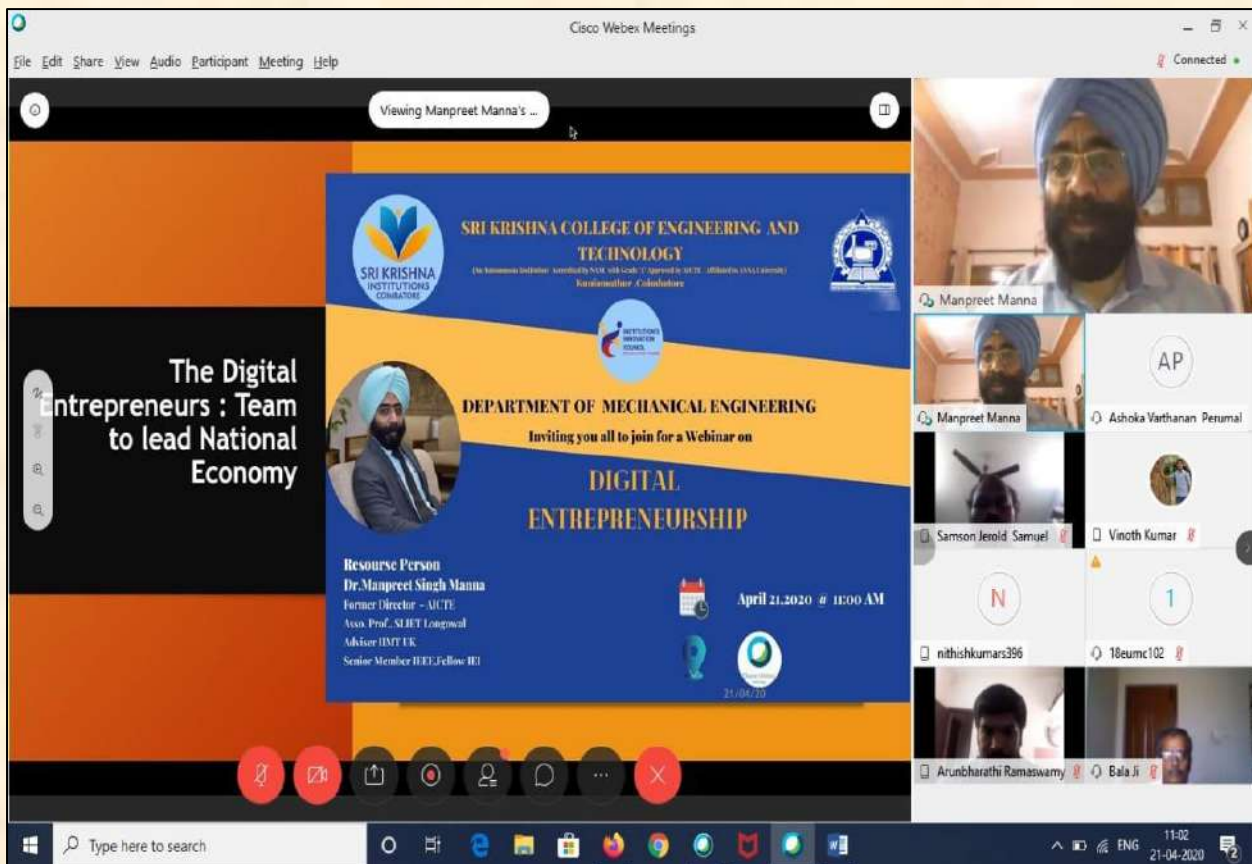 Cisco Webex Meetings
File Edit Share View Audio Participant Meeting Help
Connected
Viewing Manpreet Manna's ...
The Digital
Entrepreneurs : Team
to lead National
Economy
SRI KRISHNA
INSTITUTIONS
COIMBATORE
SRI KRISHNA COLLEGE OF ENGINEERING AND
TECHNOLOGY
Kuniamuthur ,Coimbatore
INSTITUTION'S
INNOVATION
COUNCIL
DEPARTMENT OF MECHANICAL ENGINEERING
Inviting you all to join for a Webinar on
DIGITAL
ENTREPRENEURSHIP
Resourse Person
Dr.Manpreet Singh Manna
Former Director - AICTE
Asso. Prof., SLIET Longowal
Adviser IIMT UK
Senior Member IEEE,Fellow IEI
April 21,2020 @ 11:00 AM
21/04/20
Manpreet Manna
Manpreet Manna
AP
Ashoka Varthanan Perumal
Samson Jerold Samuel
Vinoth Kumar
N
nithishkumars396
1
18eumc102
Arunbharathi Ramaswamy
Bala Ji
Type here to search
ENG
11:02
21-04-2020
2